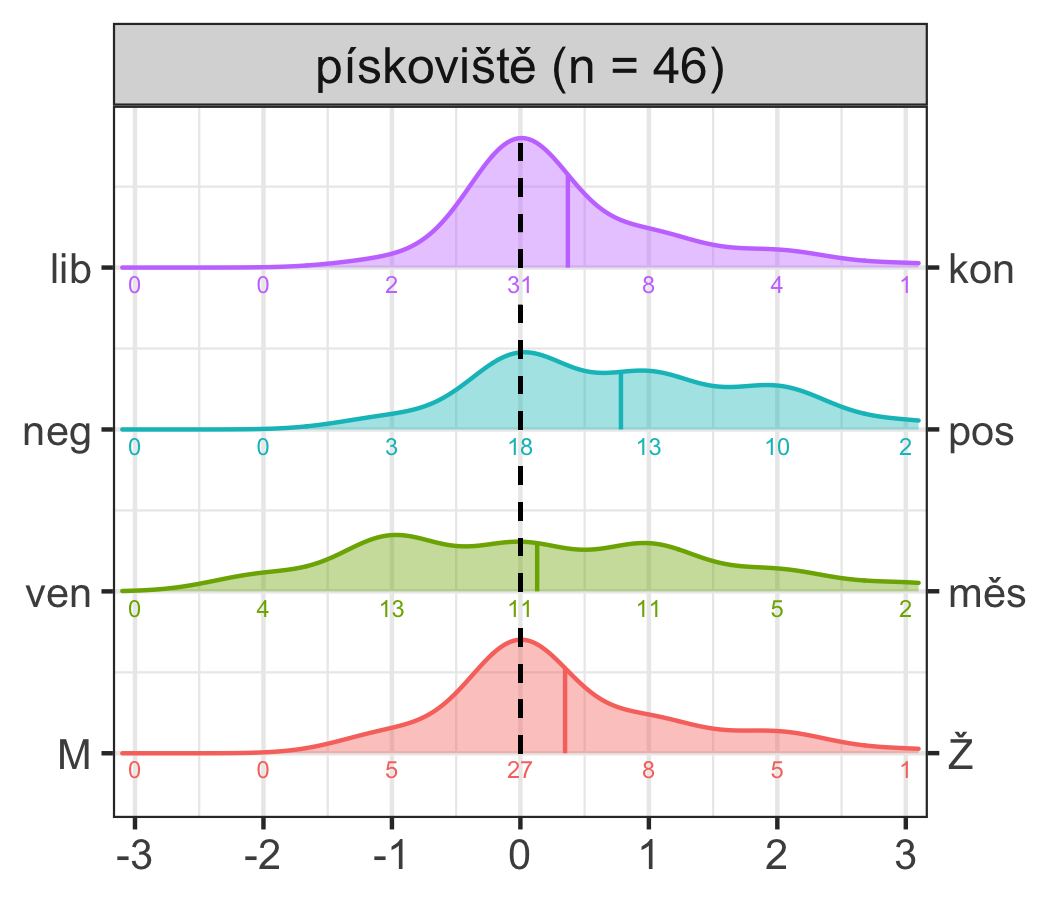 pískoviště (n = 46)
lib kon
0 0 2 31 8 4 1
neg pos
0 0 3 18 13 10 2
ven měs
0 4 13 11 11 5 2
M Ž
0 0 5 27 8 5 1
-3 -2 -1 0 1 2 3